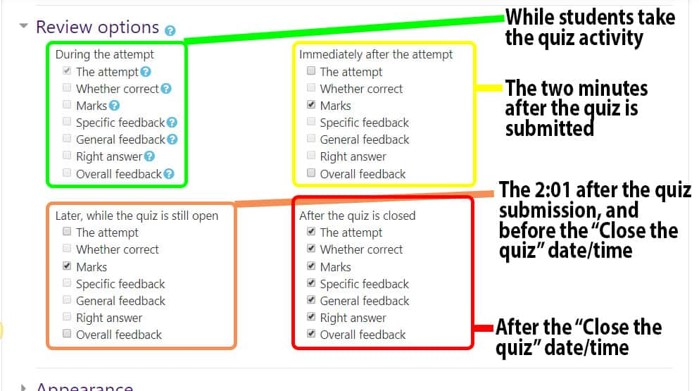 Review options
During the attempt
The attempt
Whether correct
Marks
Specific feedback
General feedback
Right answer
Overall feedback
Immediately after the attempt
The attempt
Whether correct
Marks
Specific feedback
General feedback
Right answer
Overall feedback
While students take
the quiz activity
The two minutes
after the quiz is
submitted
Later, while the quiz is still open
The attempt
Whether correct
Marks
Specific feedback
General feedback
Right answer
Overall feedback
After the quiz is closed
The attempt
Whether correct
Marks
Specific feedback
General feedback
Right answer
Overall feedback
The 2:01 after the quiz
submission, and
before the “Close the
quiz” date/time
After the “Close the
quiz” date/time
Appearance